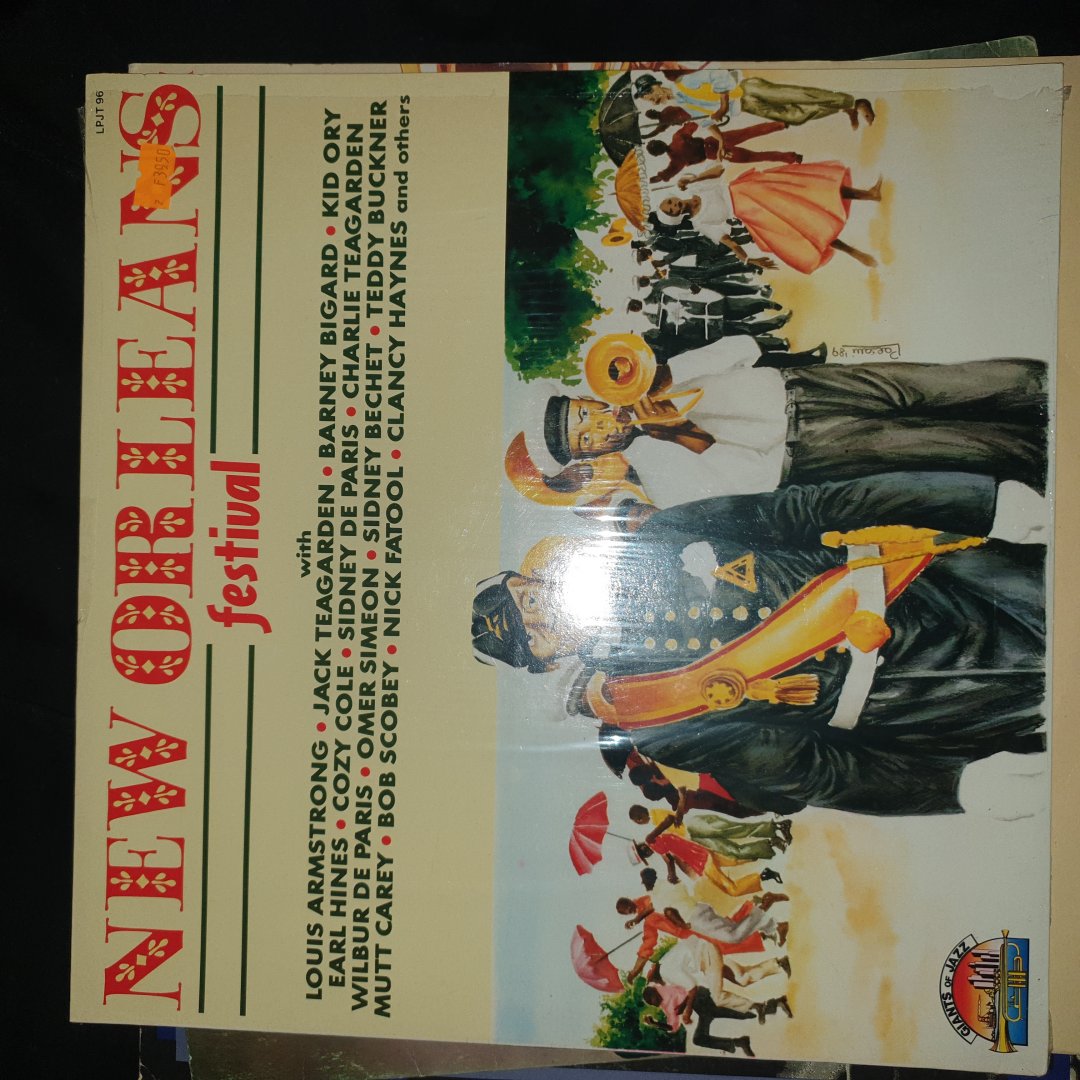 LPJT 96
NEW ORLEANS
F3950
festival
with
LOUIS ARMSTRONG • JACK TEAGARDEN • BARNEY BIGARD • KID ORY
EARL HINES • COZY COLE • SIDNEY DE PARIS • CHARLIE TEAGARDEN
WILBUR DE PARIS • OMER SIMEON • SIDNEY BECHET • TEDDY BUCKNER
MUTT CAREY • BOB SCOBEY • NICK FATOOL • CLANCY HAYNES and others
GIANTS OF JAZZ